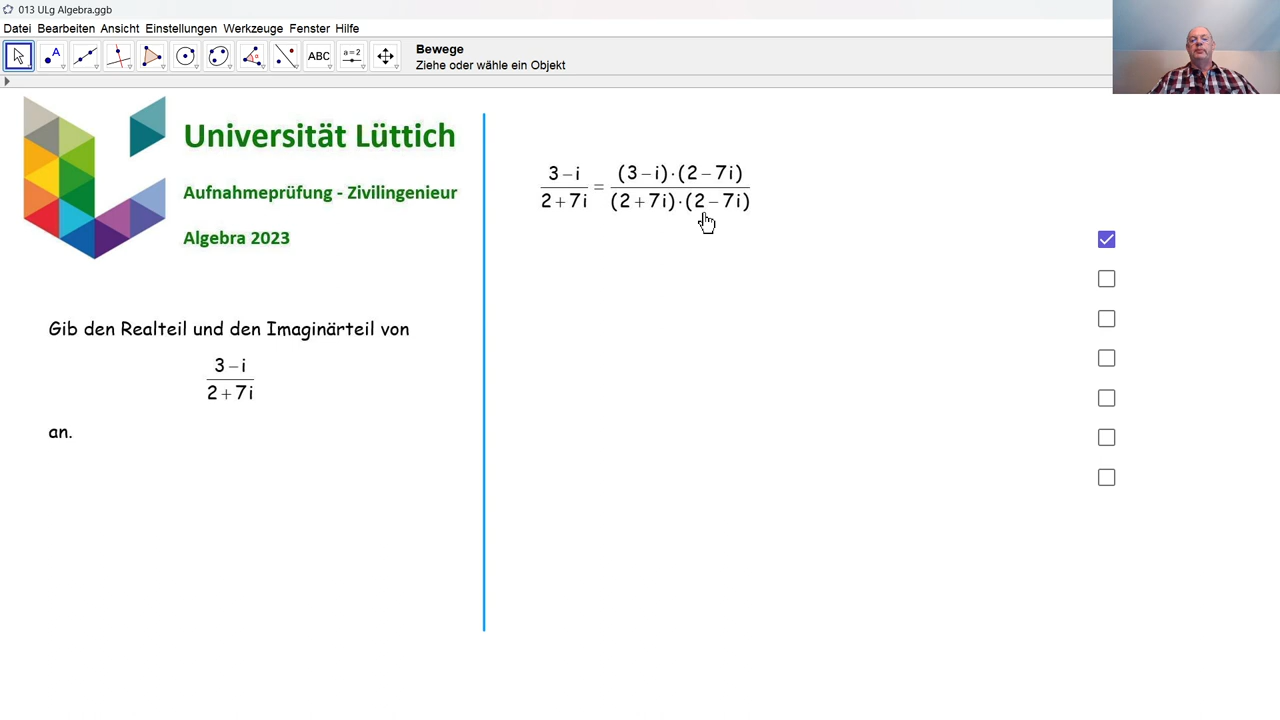 013 ULg Algebra.ggb
Datei Bearbeiten Ansicht Einstellungen Werkzeuge Fenster Hilfe
A ABC a=2
Bewege
Ziehe oder wähle ein Objekt
Universität Lüttich
Aufnahmeprüfung - Zivilingenieur
Algebra 2023
Gib den Realteil und den Imaginärteil von
3-i
2+7i
an.
3-i = (3-i)·(2-7i)
2+7i (2+7i)·(2-7i)